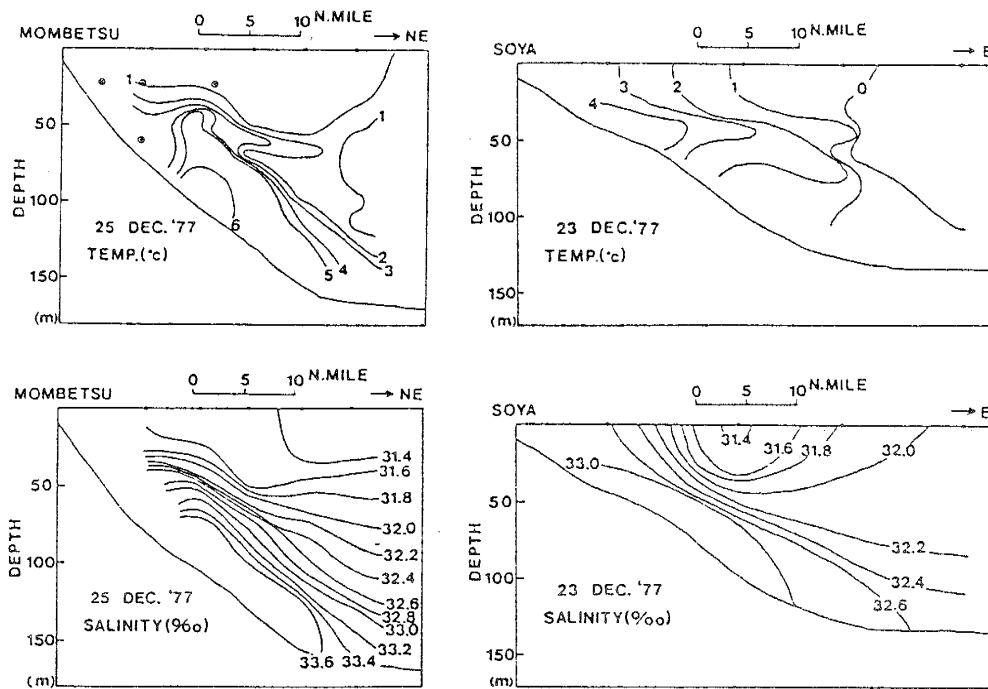 0 5 10 N.MILE
MOMBETSU → NE
1
50
1
DEPTH
100
6
25 DEC. '77
TEMP.(°C)
2
5 4 3
150
(m)
0 5 10 N.MILE
SOYA → E
3 2 1 0
4
50
DEPTH
100
23 DEC. '77
TEMP.(°C)
150
(m)
0 5 10 N.MILE
MOMBETSU → NE
31.4
31.6
50
31.8
32.0
DEPTH
32.2
100
32.4
25 DEC. '77
32.6
32.8
SALINITY(‰)
33.0
150
33.2
33.6 33.4
(m)
0 5 10 N.MILE
SOYA → E
31.4 31.6 31.8 32.0
33.0
50
DEPTH
32.2
100
32.4
23 DEC. '77
32.6
SALINITY(‰)
150
(m)